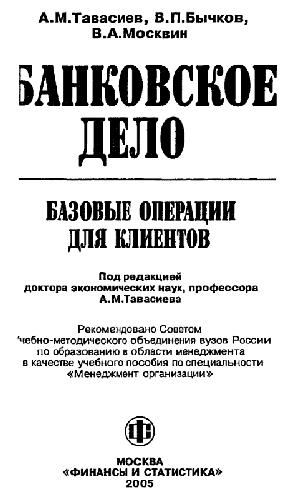 А.М.Тавасиев, В.П.Бычков,
В.А.Москвин
БАНКОВСКОЕ
ДЕЛО
БАЗОВЫЕ ОПЕРАЦИИ
ДЛЯ КЛИЕНТОВ
Под редакцией
доктора экономических наук, профессора
А.М.Тавасиева
Рекомендовано Советом
чебно-методического объединения вузов России
по образованию в области менеджмента
в качестве учебного пособия по специальности
«Менеджмент организации»
МОСКВА
«ФИНАНСЫ И СТАТИСТИКА»
2005